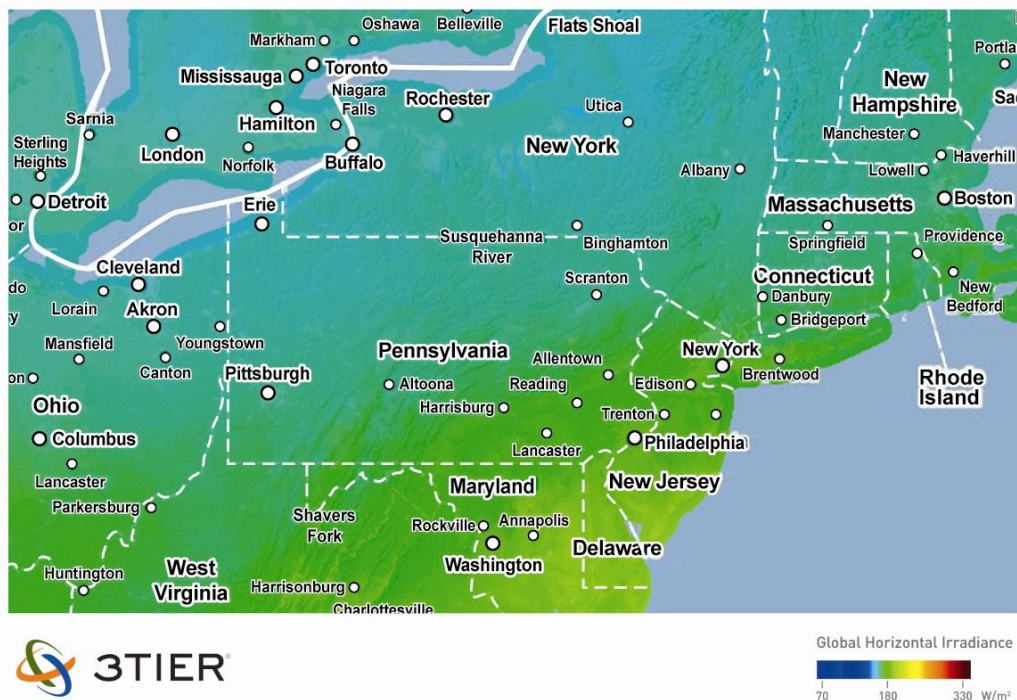 Oshawa
Belleville
Flats Shoal
Markham
Toronto
Mississauga
Niagara
Falls
Rochester
Utica
New
Hampshire
Portla
Sa
Sarnia
Hamilton
Sterling
Heights
London
Norfolk
Buffalo
New York
Manchester
Haverhill
Albany
Lowell
Detroit
or
Erie
Massachusetts
Boston
Susquehanna
River
Binghamton
Springfield
Providence
Cleveland
Scranton
Connecticut
do
Lorain
Danbury
New
Bedford
Akron
y
Bridgeport
Mansfield
Youngstown
Pennsylvania
Allentown
New York
on
Canton
Pittsburgh
Altoona
Reading
Edison
Brentwood
Rhode
Island
Ohio
Harrisburg
Trenton
Columbus
Lancaster
Philadelphia
Lancaster
Maryland
New Jersey
Parkersburg
Shavers
Fork
Rockville
Annapolis
Washington
Delaware
Huntington
West
Virginia
Harrisonburg
Charlottesville
3TIER®
Global Horizontal Irradiance
70 180 330 W/m²